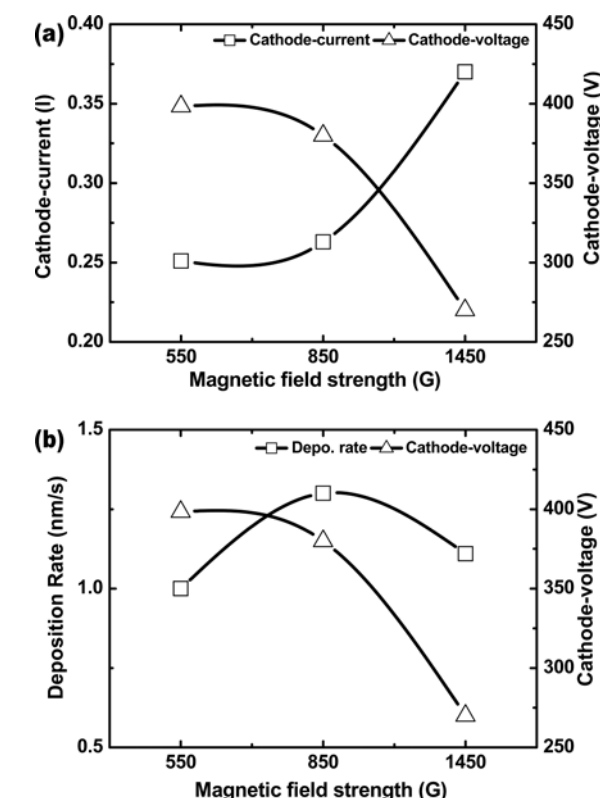 (a)
Cathode-current Cathode-voltage
0.40
0.35
0.30
0.25
0.20
Cathode-current (I)
450
400
350
300
250
Cathode-voltage (V)
550 850 1450
Magnetic field strength (G)
(b)
Depo. rate Cathode-voltage
1.5
1.0
0.5
Deposition Rate (nm/s)
450
400
350
300
250
Cathode-voltage (V)
550 850 1450
Magnetic field strength (G)